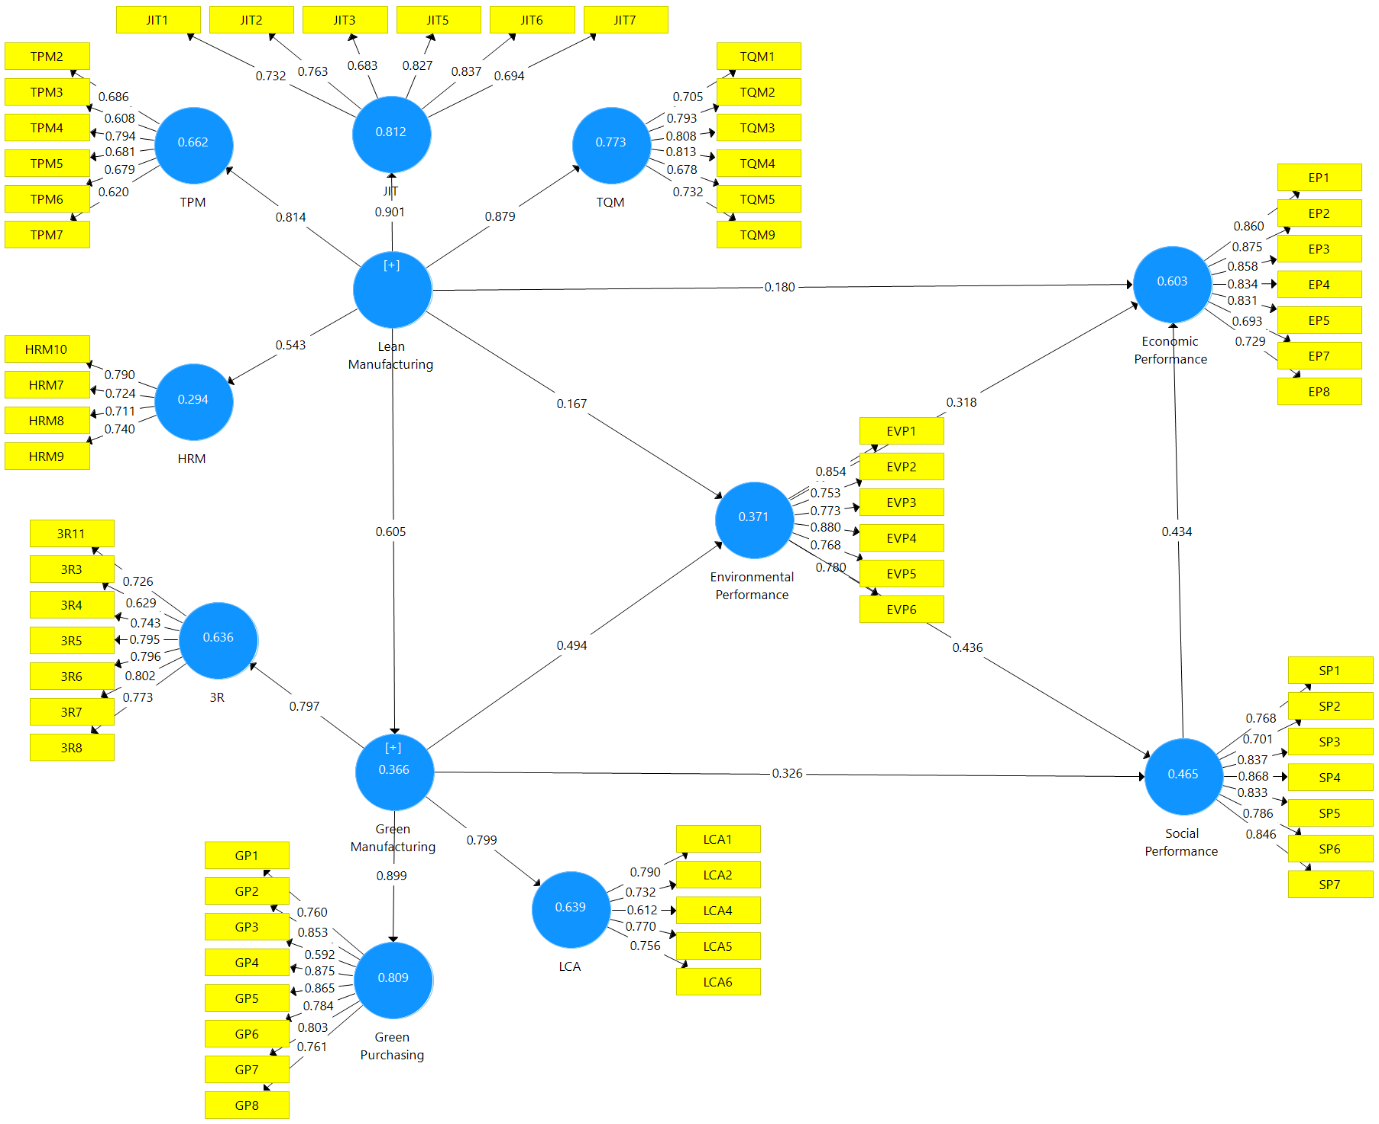 JIT1 JIT2 JIT3 JIT5 JIT6 JIT7
0.732 0.763 0.683 0.827 0.837 0.694
0.812
JIT
0.901
TPM2
TPM3
TPM4
TPM5
TPM6
TPM7
0.686
0.608
0.794
0.681
0.679
0.620
0.662
TPM
0.814
TQM1
TQM2
TQM3
TQM4
TQM5
TQM9
0.705
0.793
0.808
0.813
0.678
0.732
0.773
TQM
0.879
[+]
Lean
Manufacturing
0.180
0.543
0.167
0.605
HRM10
HRM7
HRM8
HRM9
0.790
0.724
0.711
0.740
0.294
HRM
EP1
EP2
EP3
EP4
EP5
EP7
EP8
0.860
0.875
0.858
0.834
0.831
0.693
0.729
0.603
Economic
Performance
0.318
0.434
EVP1
EVP2
EVP3
EVP4
EVP5
EVP6
0.854
0.753
0.773
0.880
0.768
0.780
0.371
Environmental
Performance
0.436
0.494
3R11
3R3
3R4
3R5
3R6
3R7
3R8
0.726
0.629
0.743
0.795
0.796
0.802
0.773
0.636
3R
0.797
[+]
0.366
Green
Manufacturing
0.326
0.799
0.899
SP1
SP2
SP3
SP4
SP5
SP6
SP7
0.768
0.701
0.837
0.868
0.833
0.786
0.846
0.465
Social
Performance
LCA1
LCA2
LCA4
LCA5
LCA6
0.790
0.732
0.612
0.770
0.756
0.639
LCA
GP1
GP2
GP3
GP4
GP5
GP6
GP7
GP8
0.760
0.853
0.592
0.875
0.865
0.784
0.803
0.761
0.809
Green
Purchasing